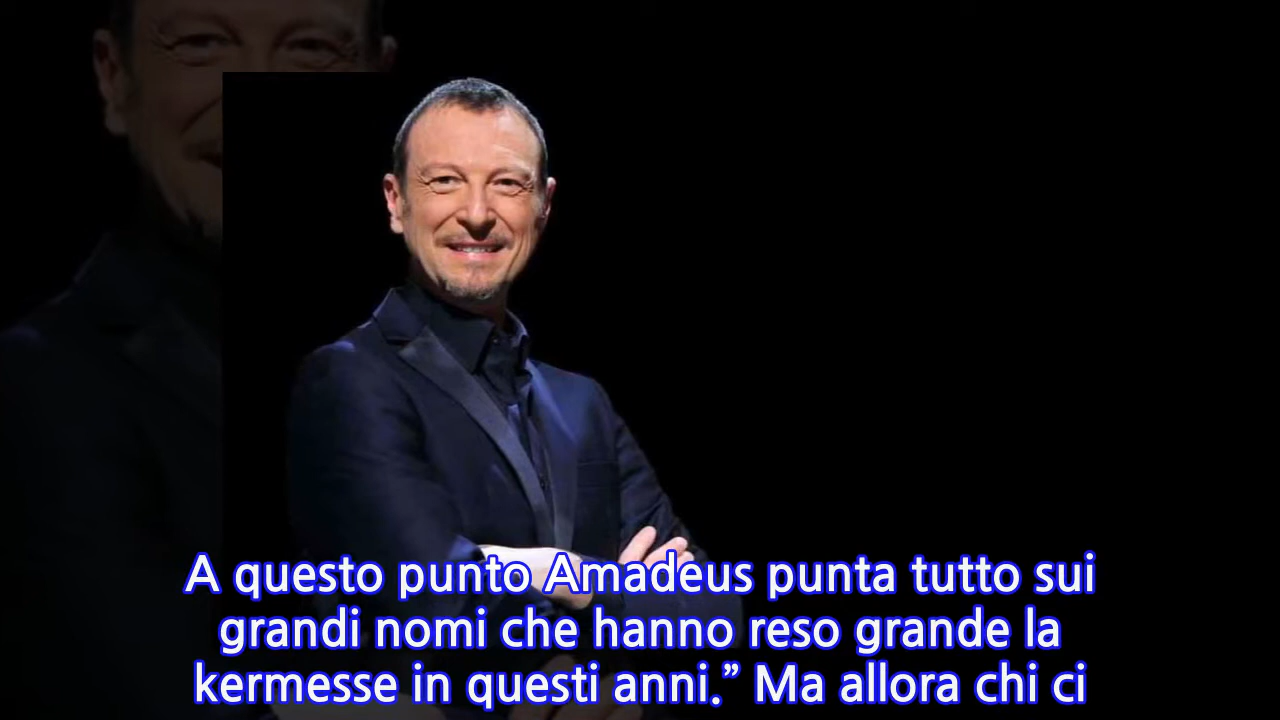 A questo punto Amadeus punta tutto sui
grandi nomi che hanno reso grande la
kermesse in questi anni.” Ma allora chi ci